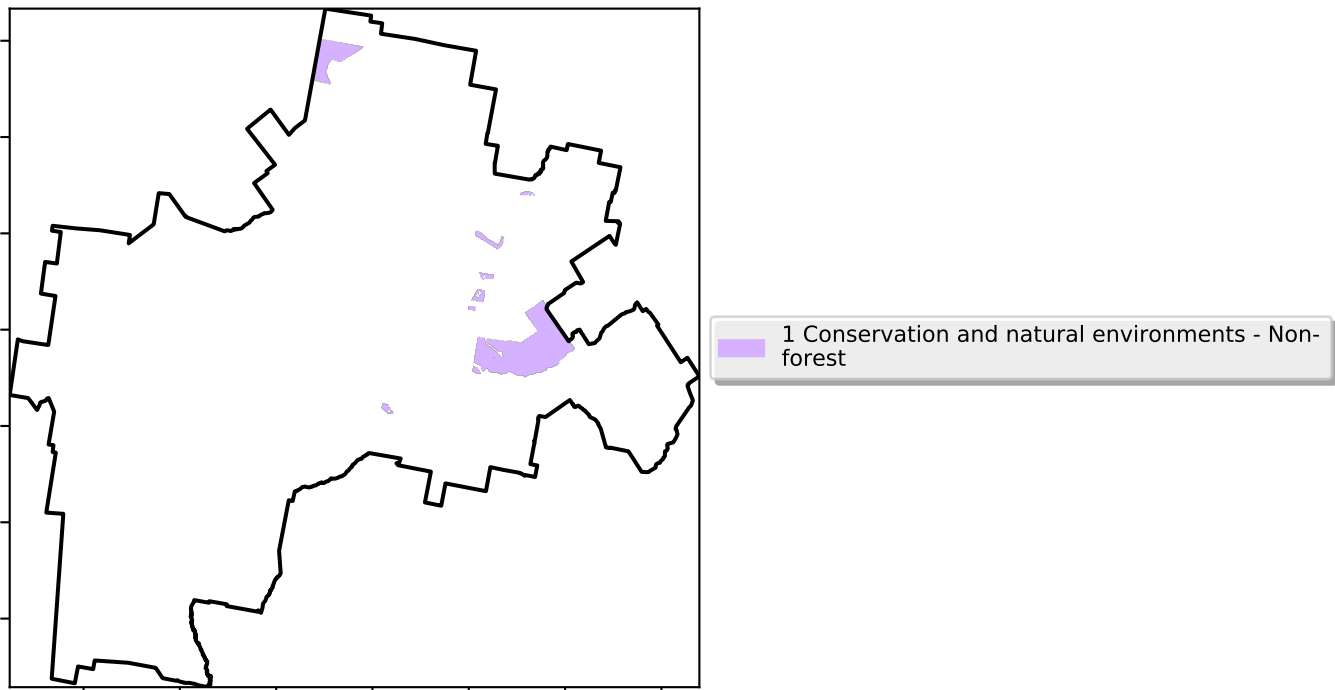 1 Conservation and natural environments - Non-
forest